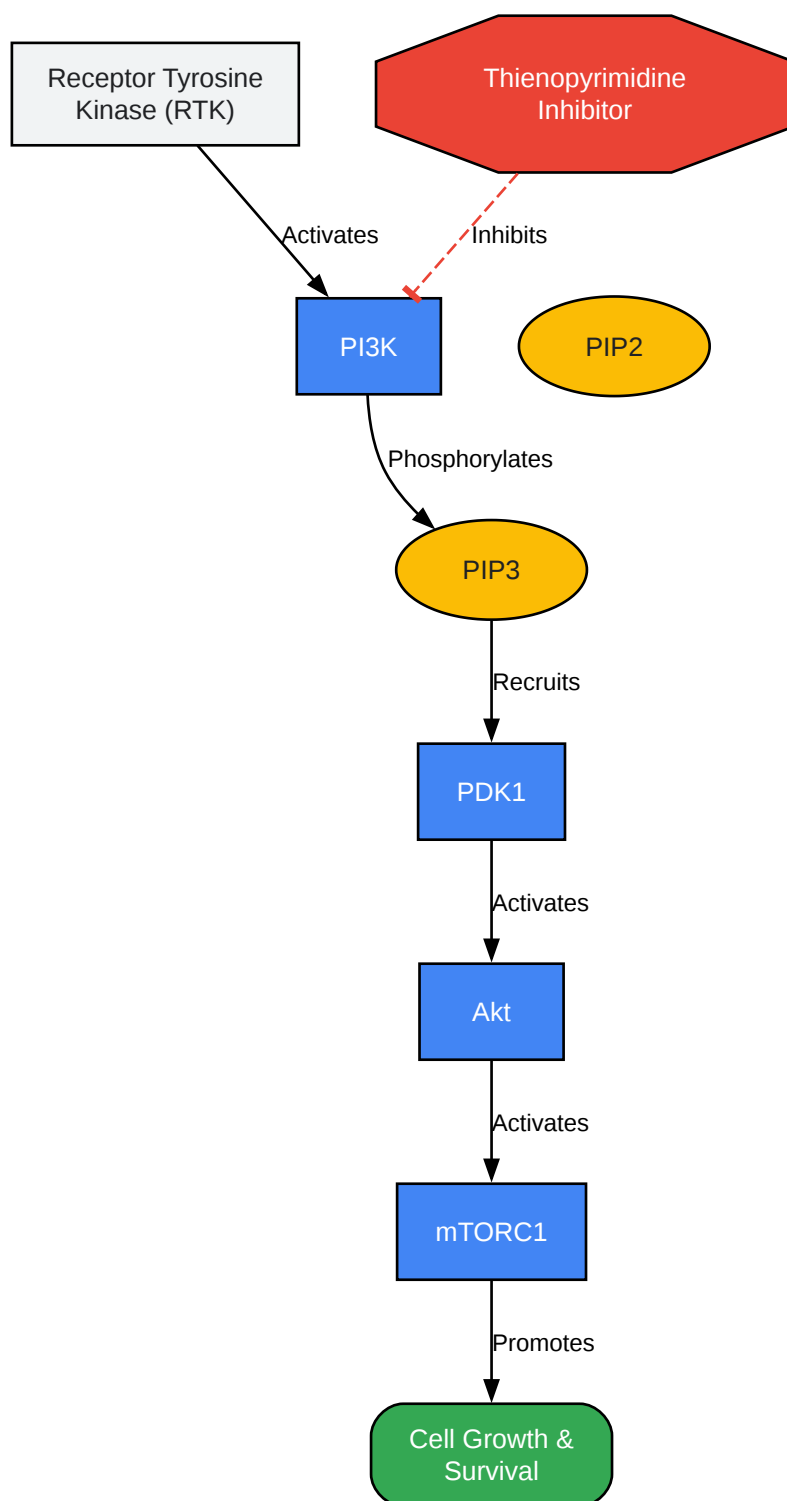 Receptor Tyrosine
Kinase (RTK)
Thienopyrimidine
Inhibitor
Activates
Inhibits
PI3K
PIP2
Phosphorylates
PIP3
Recruits
PDK1
Activates
Akt
Activates
mTORC1
Promotes
Cell Growth &
Survival